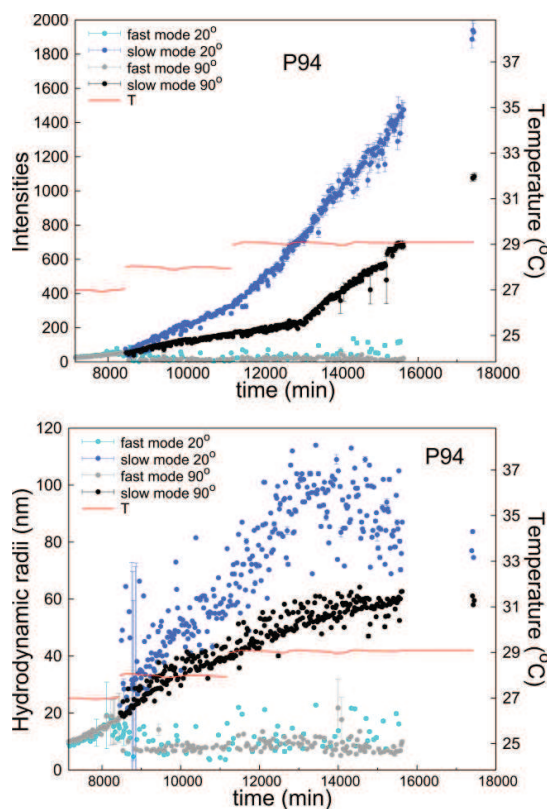 2000
1800
1600
1400
1200
1000
800
600
400
200
0
Intensities
fast mode 20°
slow mode 20°
fast mode 90°
slow mode 90°
T
P94
37
35
33
31
29
27
25
Temperature (°C)
8000 10000 12000 14000 16000 18000
time (min)
120
100
80
60
40
20
0
Hydrodynamic radii (nm)
fast mode 20°
slow mode 20°
fast mode 90°
slow mode 90°
T
P94
37
35
33
31
29
27
25
Temperature (°C)
8000 10000 12000 14000 16000 18000
time (min)